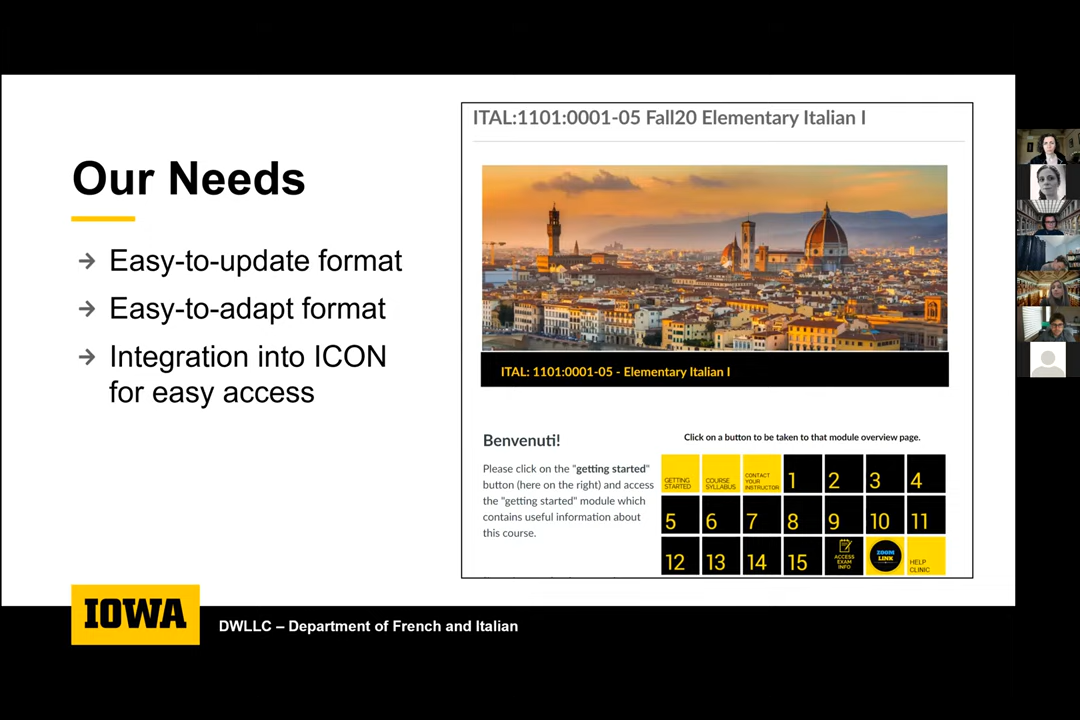 Our Needs
→ Easy-to-update format
→ Easy-to-adapt format
→ Integration into ICON
for easy access
ITAL:1101:0001-05 Fall20 Elementary Italian I
ITAL: 1101:0001-05 - Elementary Italian I
Benvenuti!
Please click on the "getting started"
button (here on the right) and access
the "getting started" module which
contains useful information about
this course.
Click on a button to be taken to that module overview page.
GETTING
STARTED
COURSE
SYLLABUS
CONTACT
YOUR
INSTRUCTOR
1
2
3
4
5
6
7
8
9
10
11
12
13
14
15
ACCESS
EXAM
INFO
ZOOM
LINK
HELP
CLINIC
IOWA
DWLLC – Department of French and Italian